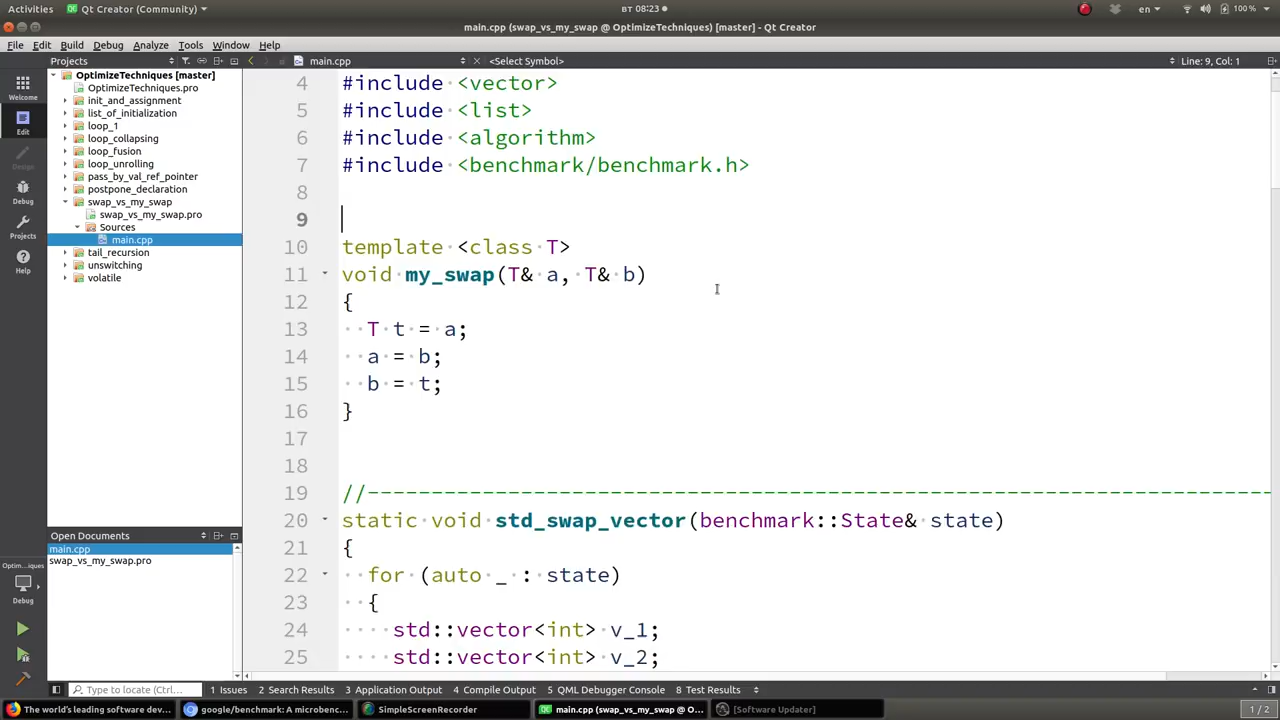 Activities
Qt Creator (Community)
вт 08:23
en
100 %
main.cpp (swap_vs_my_swap @ OptimizeTechniques) [master] - Qt Creator
File Edit Build Debug Analyze Tools Window Help
Projects
main.cpp
<Select Symbol>
Line: 9, Col: 1
Welcome
Edit
Design
Debug
Projects
Help
OptimizeTechniques [master]
OptimizeTechniques.pro
init_and_assignment
list_of_initialization
loop_1
loop_collapsing
loop_fusion
loop_unrolling
pass_by_val_ref_pointer
postpone_declaration
swap_vs_my_swap
swap_vs_my_swap.pro
Sources
main.cpp
tail_recursion
unswitching
volatile
Open Documents
main.cpp
swap_vs_my_swap.pro
Optim...iques
Debug
4 #include <vector>
5 #include <list>
6 #include <algorithm>
7 #include <benchmark/benchmark.h>
8
9
10 template <class T>
11 void my_swap(T& a, T& b)
12 {
13 T t = a;
14 a = b;
15 b = t;
16 }
17
18
19 //------------------------------------------------------------------------
20 static void std_swap_vector(benchmark::State& state)
21 {
22 for (auto _ : state)
23 {
24 std::vector<int> v_1;
25 std::vector<int> v_2;
Type to locate (Ctrl...
1 Issues
2 Search Results
3 Application Output
4 Compile Output
5 QML Debugger Console
8 Test Results
The world's leading software dev...
google/benchmark: A microbenc...
SimpleScreenRecorder
main.cpp (swap_vs_my_swap @ O...
[Software Updater]
1 / 2